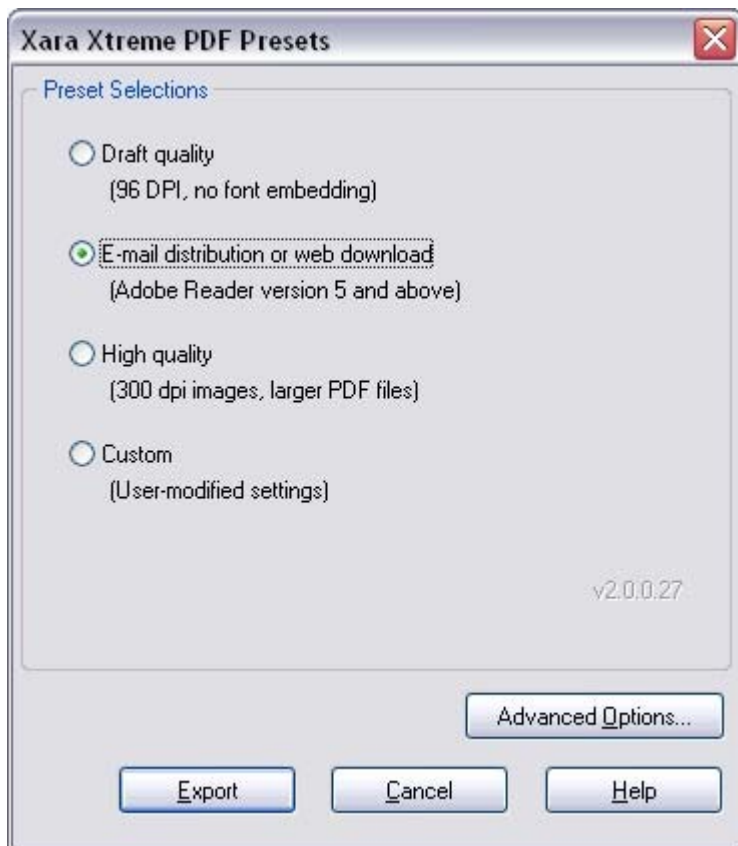 Xara Xtreme PDF Presets
Preset Selections
Draft quality
(96 DPI, no font embedding)
E-mail distribution or web download
(Adobe Reader version 5 and above)
High quality
(300 dpi images, larger PDF files)
Custom
(User-modified settings)
v2.0.0.27
Advanced Options...
Export Cancel Help